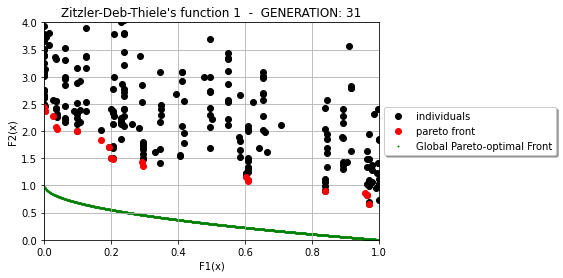 Zitzler-Deb-Thiele's function 1 - GENERATION: 31
4.0
3.5
3.0
2.5
2.0
1.5
1.0
0.5
0.0
F2(x)
0.0 0.2 0.4 0.6 0.8 1.0
F1(x)
individuals
pareto front
Global Pareto-optimal Front